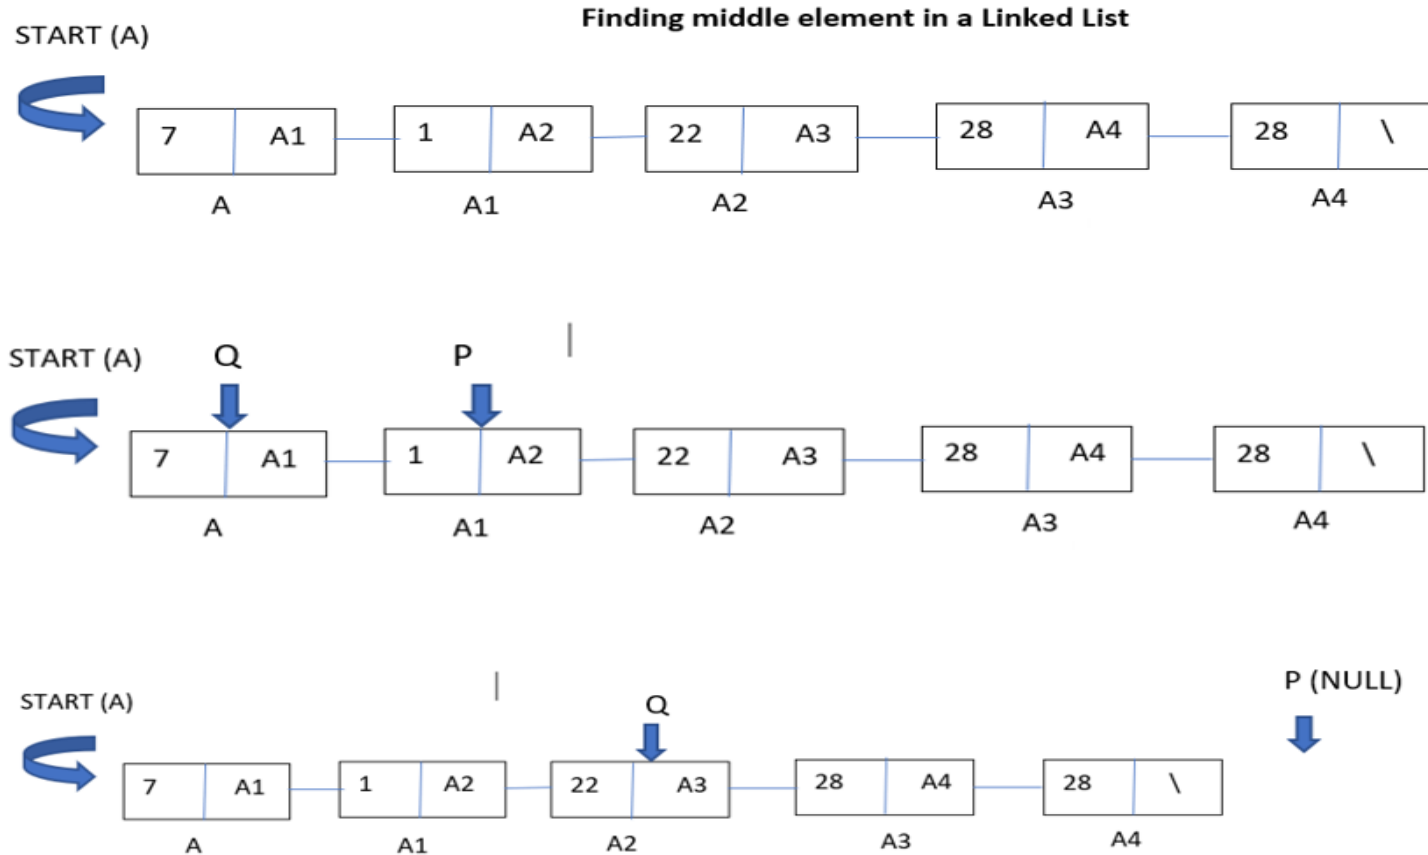 Finding middle element in a Linked List
START (A)
7 A1 1 A2 22 A3 28 A4 28 \
A A1 A2 A3 A4
START (A) Q P
7 A1 1 A2 22 A3 28 A4 28 \
A A1 A2 A3 A4
P (NULL)
START (A) Q
7 A1 1 A2 22 A3 28 A4 28 \
A A1 A2 A3 A4